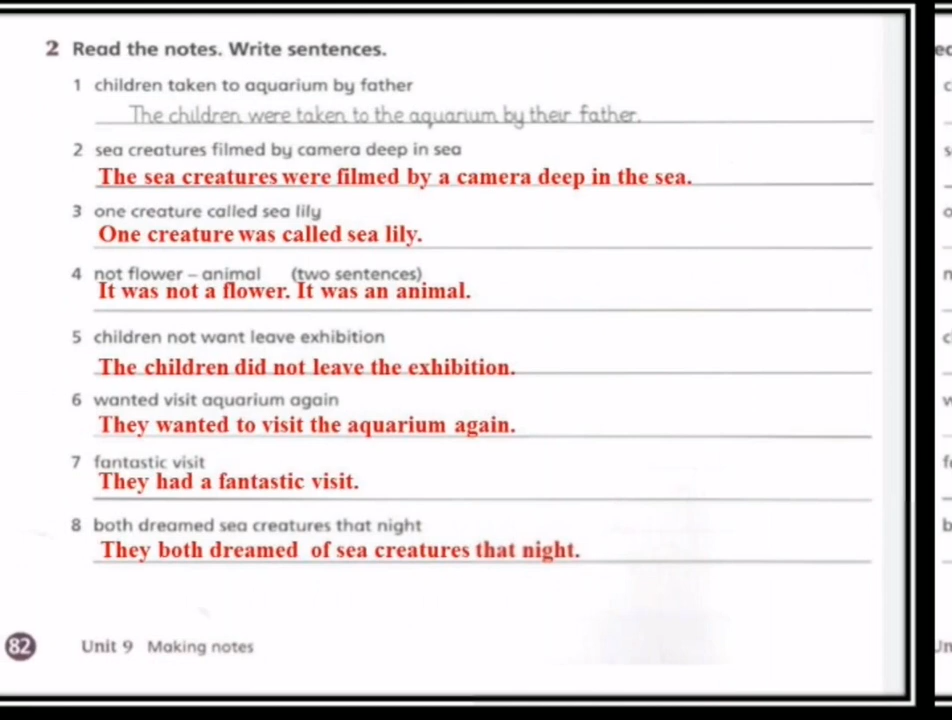 2 Read the notes. Write sentences.
1 children taken to aquarium by father
The children were taken to the aquarium by their father.
2 sea creatures filmed by camera deep in sea
The sea creatures were filmed by a camera deep in the sea.
3 one creature called sea lily
One creature was called sea lily.
4 not flower – animal (two sentences)
It was not a flower. It was an animal.
5 children not want leave exhibition
The children did not leave the exhibition.
6 wanted visit aquarium again
They wanted to visit the aquarium again.
7 fantastic visit
They had a fantastic visit.
8 both dreamed sea creatures that night
They both dreamed of sea creatures that night.
82 Unit 9 Making notes